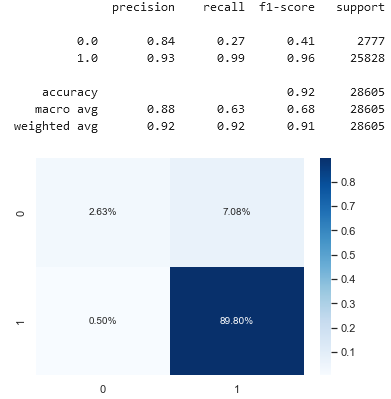 precision recall f1-score support
0.0 0.84 0.27 0.41 2777
1.0 0.93 0.99 0.96 25828
accuracy 0.92 28605
macro avg 0.88 0.63 0.68 28605
weighted avg 0.92 0.92 0.91 28605
0.8
0.7
0 2.63% 7.08% 0.6
0.5
0.4
0.3
1 0.50% 89.80% 0.2
0.1
0 1